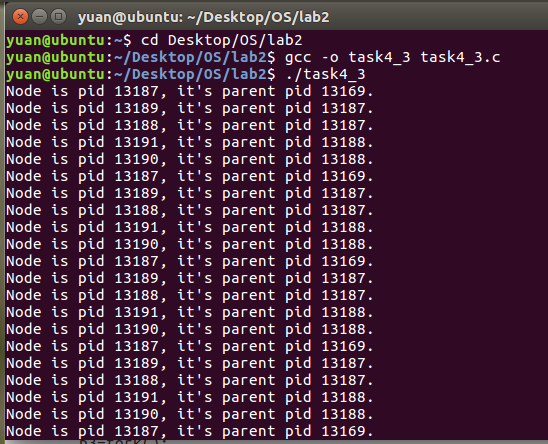 yuan@ubuntu: ~/Desktop/OS/lab2
yuan@ubuntu:~$ cd Desktop/OS/lab2
yuan@ubuntu:~/Desktop/OS/lab2$ gcc -o task4_3 task4_3.c
yuan@ubuntu:~/Desktop/OS/lab2$ ./task4_3
Node is pid 13187, it's parent pid 13169.
Node is pid 13189, it's parent pid 13187.
Node is pid 13188, it's parent pid 13187.
Node is pid 13191, it's parent pid 13188.
Node is pid 13190, it's parent pid 13188.
Node is pid 13187, it's parent pid 13169.
Node is pid 13189, it's parent pid 13187.
Node is pid 13188, it's parent pid 13187.
Node is pid 13191, it's parent pid 13188.
Node is pid 13190, it's parent pid 13188.
Node is pid 13187, it's parent pid 13169.
Node is pid 13189, it's parent pid 13187.
Node is pid 13188, it's parent pid 13187.
Node is pid 13191, it's parent pid 13188.
Node is pid 13190, it's parent pid 13188.
Node is pid 13187, it's parent pid 13169.
Node is pid 13189, it's parent pid 13187.
Node is pid 13188, it's parent pid 13187.
Node is pid 13191, it's parent pid 13188.
Node is pid 13190, it's parent pid 13188.
Node is pid 13187, it's parent pid 13169.